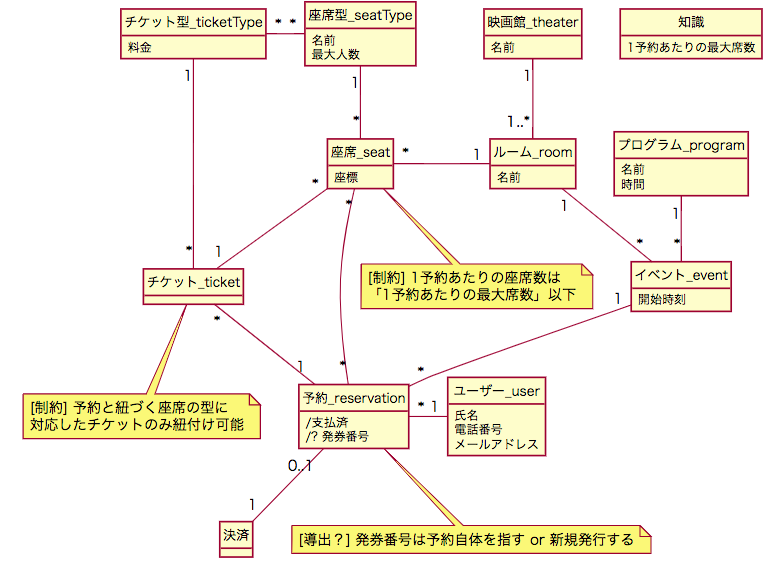 チケット型_ticketType
料金
座席型_seatType
名前
最大人数
映画館_theater
名前
知識
1予約あたりの最大席数
* *
1
1
1
*
1..*
座席_seat
座標
* 1
ルーム_room
名前
プログラム_program
名前
時間
*
*
1
1
*
1
*
*
チケット_ticket
[制約] 1予約あたりの座席数は
「1予約あたりの最大席数」以下
イベント_event
開始時刻
*
1
*
1
*
[制約] 予約と紐づく座席の型に
対応したチケットのみ紐付け可能
予約_reservation
/支払済
/? 発券番号
* 1
ユーザー_user
氏名
電話番号
メールアドレス
0..1
1
決済
[導出？] 発券番号は予約自体を指す or 新規発行する